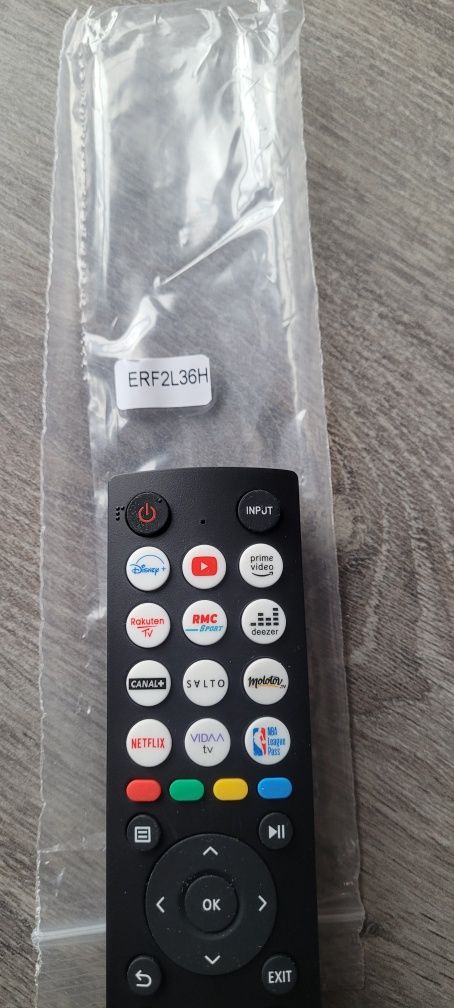 ERF2L36H
INPUT
Disney+
prime
video
Rakuten
TV
RMC
SPORT
deezer
CANAL+
SALTO
molotov.tv
NETFLIX
VIDAA
tv
NBA
League
Pass
OK
EXIT